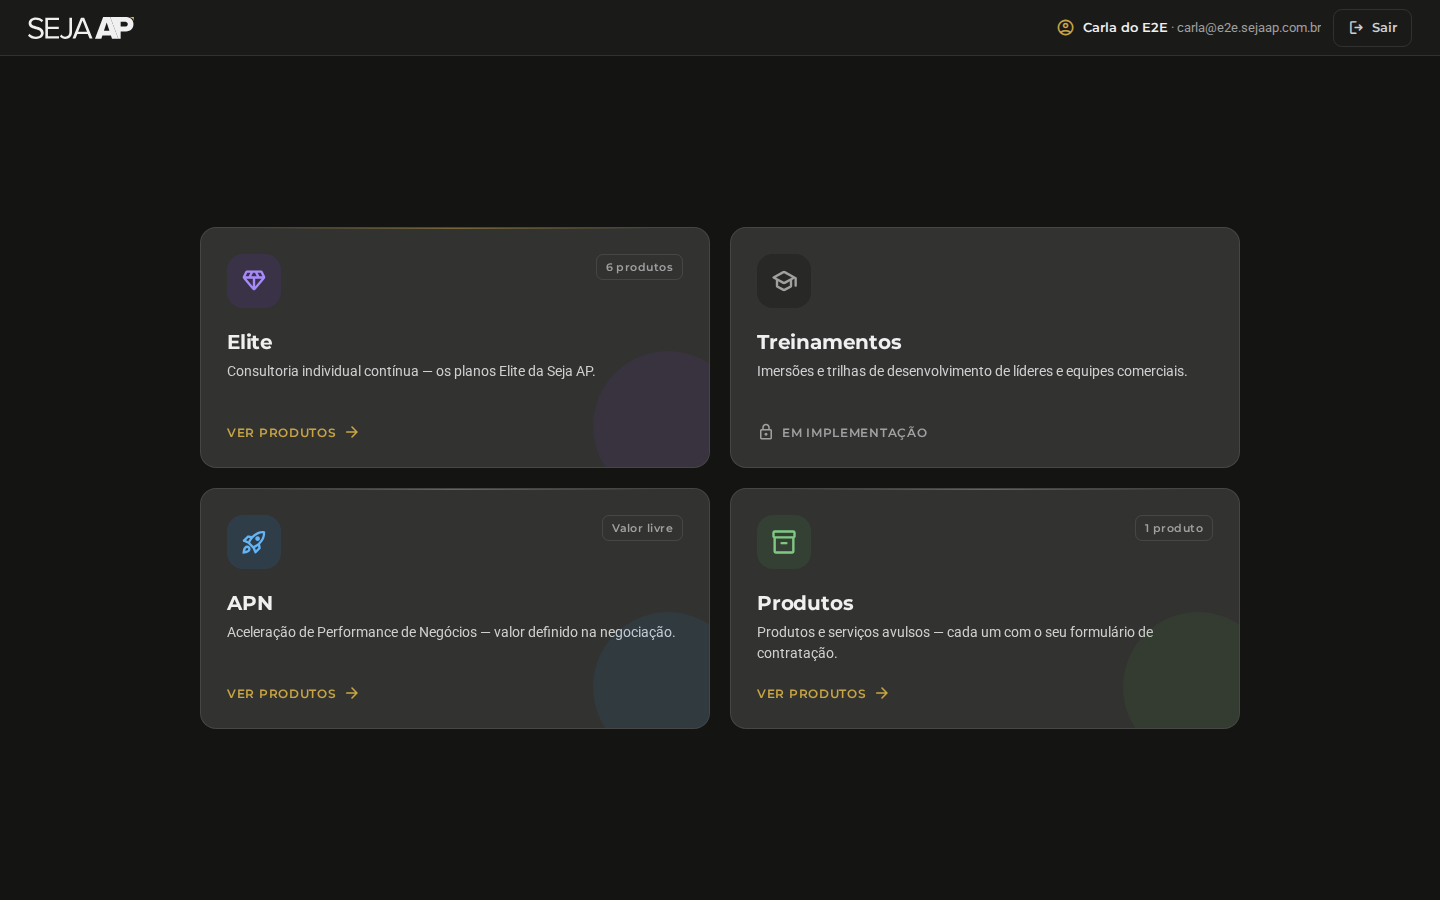 SEJA AP
Carla do E2E · carla@e2e.sejaap.com.br
Sair
6 produtos
Elite
Consultoria individual contínua — os planos Elite da Seja AP.
VER PRODUTOS
Treinamentos
Imersões e trilhas de desenvolvimento de líderes e equipes comerciais.
EM IMPLEMENTAÇÃO
Valor livre
APN
Aceleração de Performance de Negócios — valor definido na negociação.
VER PRODUTOS
1 produto
Produtos
Produtos e serviços avulsos — cada um com o seu formulário de
contratação.
VER PRODUTOS